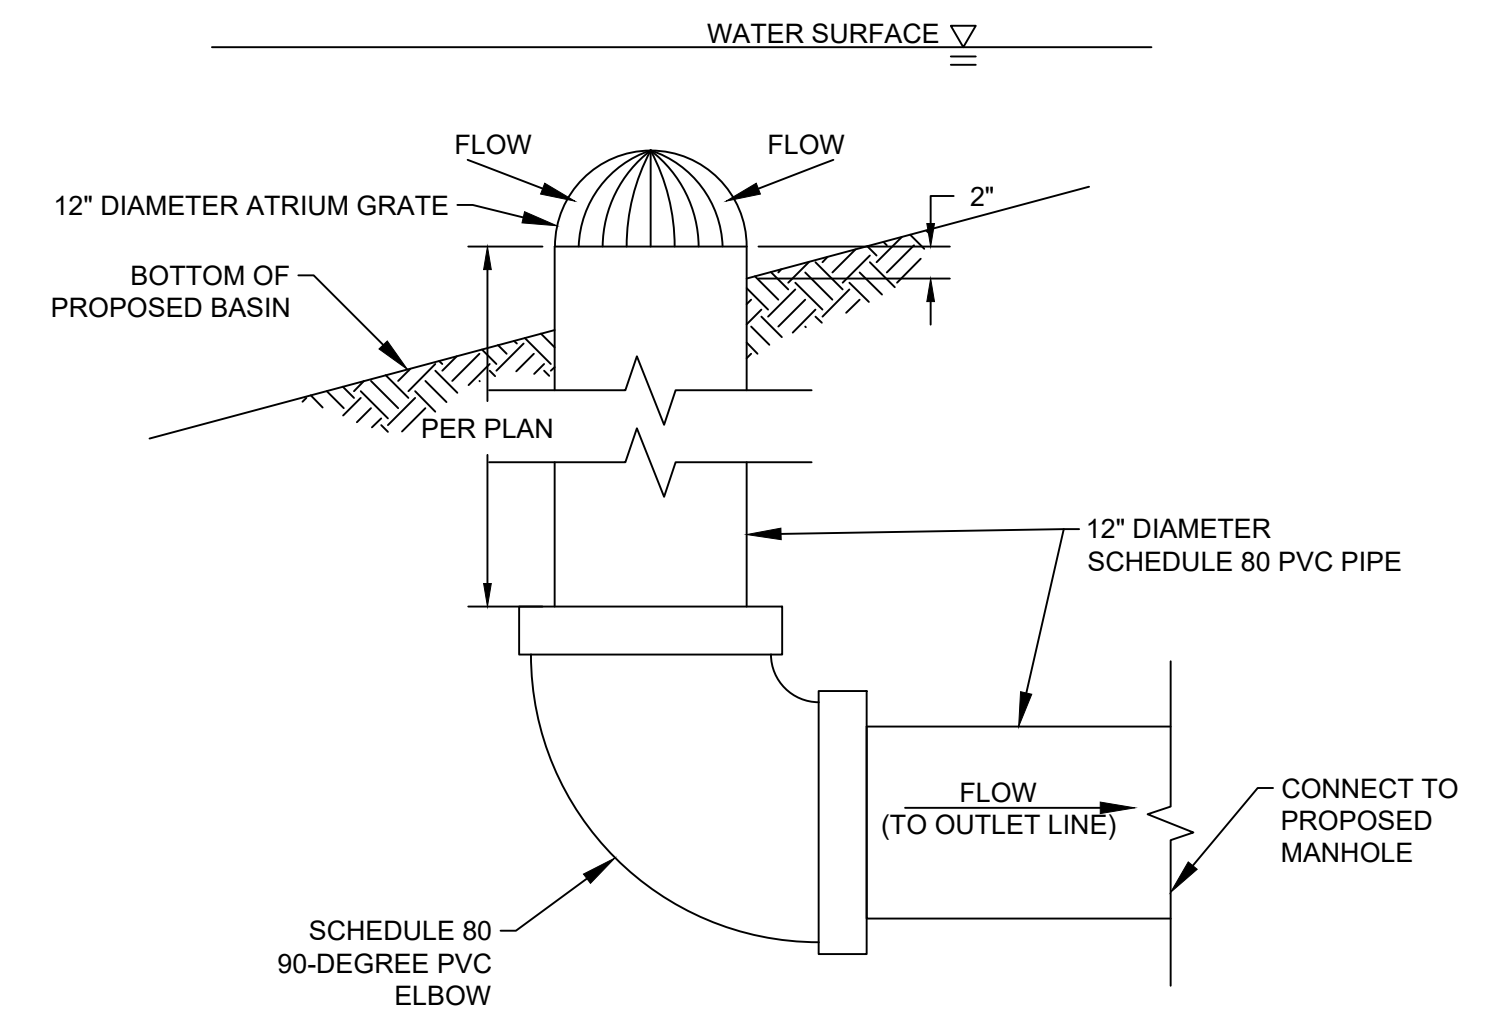 WATER SURFACE
FLOW
FLOW
12" DIAMETER ATRIUM GRATE
2"
BOTTOM OF
PROPOSED BASIN
PER PLAN
12" DIAMETER
SCHEDULE 80 PVC PIPE
FLOW
(TO OUTLET LINE)
CONNECT TO
PROPOSED
MANHOLE
SCHEDULE 80
90-DEGREE PVC
ELBOW